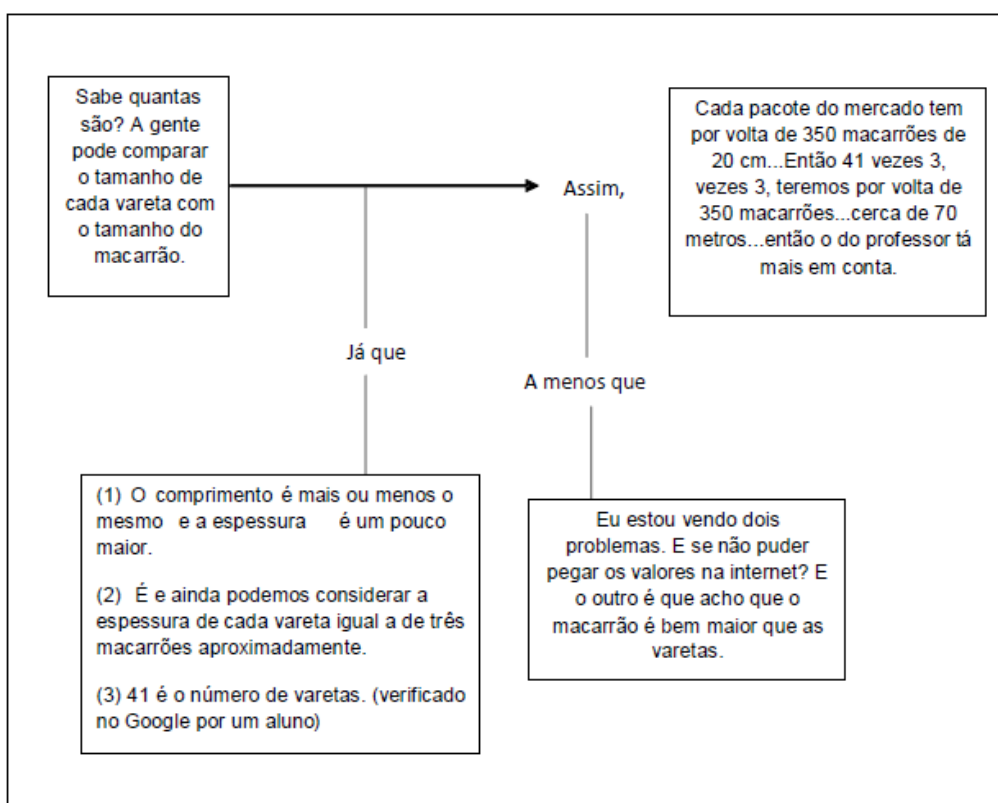 Sabe quantas
são? A gente
pode comparar
o tamanho de
cada vareta com
o tamanho do
macarrão.
Assim,
Cada pacote do mercado tem
por volta de 350 macarrões de
20 cm...Então 41 vezes 3,
vezes 3, teremos por volta de
350 macarrões...cerca de 70
metros...então o do professor tá
mais em conta.
Já que
A menos que
(1) O comprimento é mais ou menos o
mesmo e a espessura é um pouco
maior.
(2) É e ainda podemos considerar a
espessura de cada vareta igual a de três
macarrões aproximadamente.
(3) 41 é o número de varetas. (verificado
no Google por um aluno)
Eu estou vendo dois
problemas. E se não puder
pegar os valores na internet? E
o outro é que acho que o
macarrão é bem maior que as
varetas.